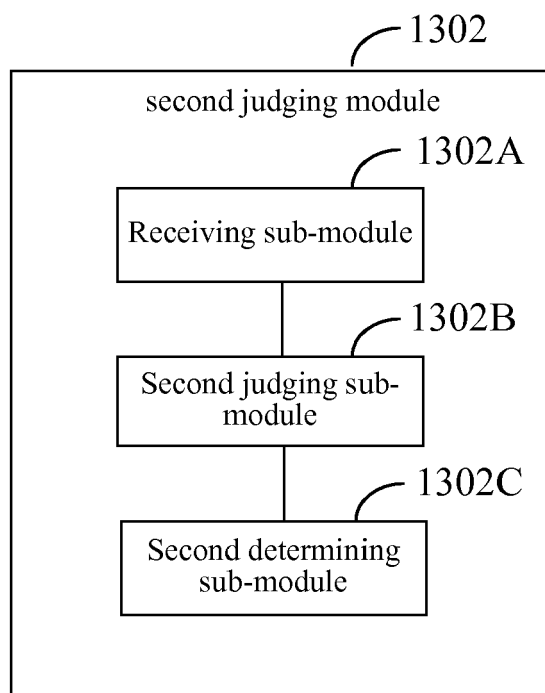 1302
second judging module
1302A
Receiving sub-module
1302B
Second judging sub-
module
1302C
Second determining
sub-module